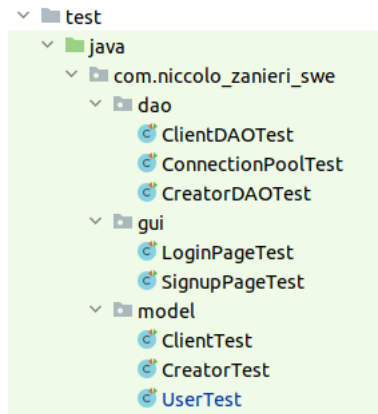 test
java
com.niccolo_zanieri_swe
dao
ClientDAOTest
ConnectionPoolTest
CreatorDAOTest
gui
LoginPageTest
SignupPageTest
model
ClientTest
CreatorTest
UserTest